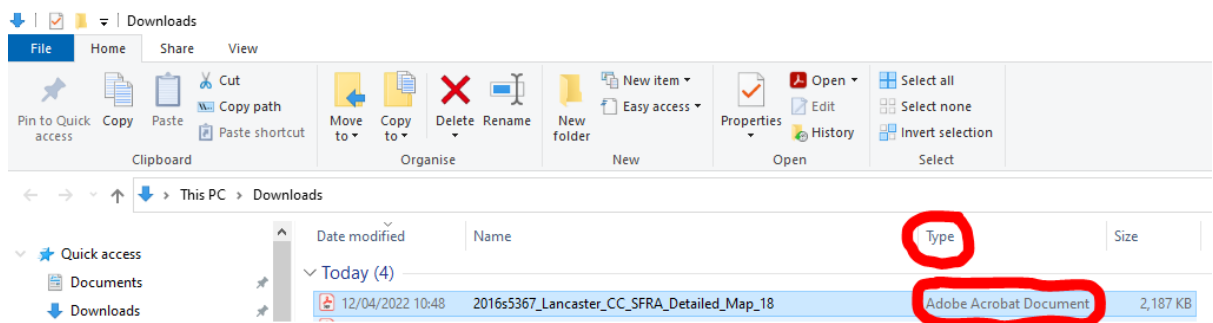 Downloads
File Home Share View
Pin to Quick access
Copy
Paste
Cut
Copy path
Paste shortcut
Clipboard
Move to
Copy to
Delete
Rename
Organise
New folder
New item
Easy access
New
Properties
Open
Edit
History
Open
Select all
Select none
Invert selection
Select
This PC > Downloads
Date modified Name Type Size
Quick access
Today (4)
Documents
12/04/2022 10:48 2016s5367_Lancaster_CC_SFRA_Detailed_Map_18 Adobe Acrobat Document 2,187 KB
Downloads